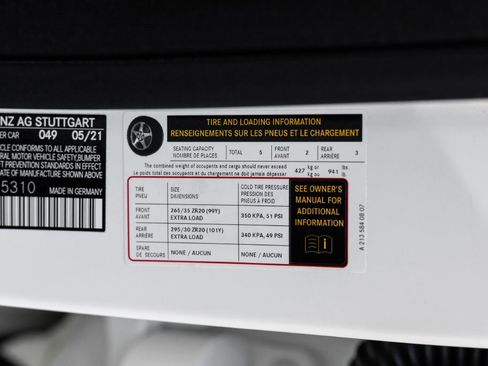 NZ AG STUTTGART
ER CAR 049 05/21
ICLE CONFORMS TO ALL APPLICABLE
RAL MOTOR VEHICLE SAFETY, BUMPER
FT PREVENTION STANDARDS IN EFFECT
ATE OF MANUFACTURE SHOWN ABOVE
5310 MADE IN GERMANY
TIRE AND LOADING INFORMATION
RENSEIGNEMENTS SUR LES PNEUS ET LE CHARGEMENT
SEATING CAPACITY
NOMBRE DE PLACES
TOTAL 5
FRONT
AVANT 2
REAR
ARRIÈRE 3
The combined weight of occupants and cargo should never exceed
Le poids total des occupants et du chargement ne doit jamais dépasser
427 kg or
kg ou 941 lbs
lb
TIRE
PNEU
SIZE
DIMENSIONS
COLD TIRE PRESSURE
PRESSION DES
PNEUS À FROID
FRONT
AVANT
265/35 ZR20 (99Y)
EXTRA LOAD
350 KPA, 51 PSI
REAR
ARRIÈRE
295/30 ZR20 (101Y)
EXTRA LOAD
340 KPA, 49 PSI
SPARE
DE SECOURS
NONE / AUCUN
NONE / AUCUN
SEE OWNER'S
MANUAL FOR
ADDITIONAL
INFORMATION
A 213 584 08 07